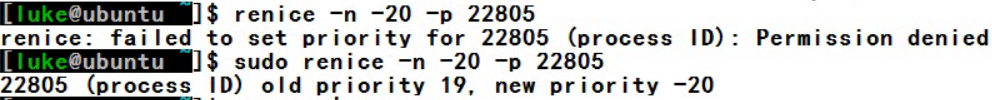 [luke@ubuntu ~]$ renice -n -20 -p 22805
renice: failed to set priority for 22805 (process ID): Permission denied
[luke@ubuntu ~]$ sudo renice -n -20 -p 22805
22805 (process ID) old priority 19, new priority -20